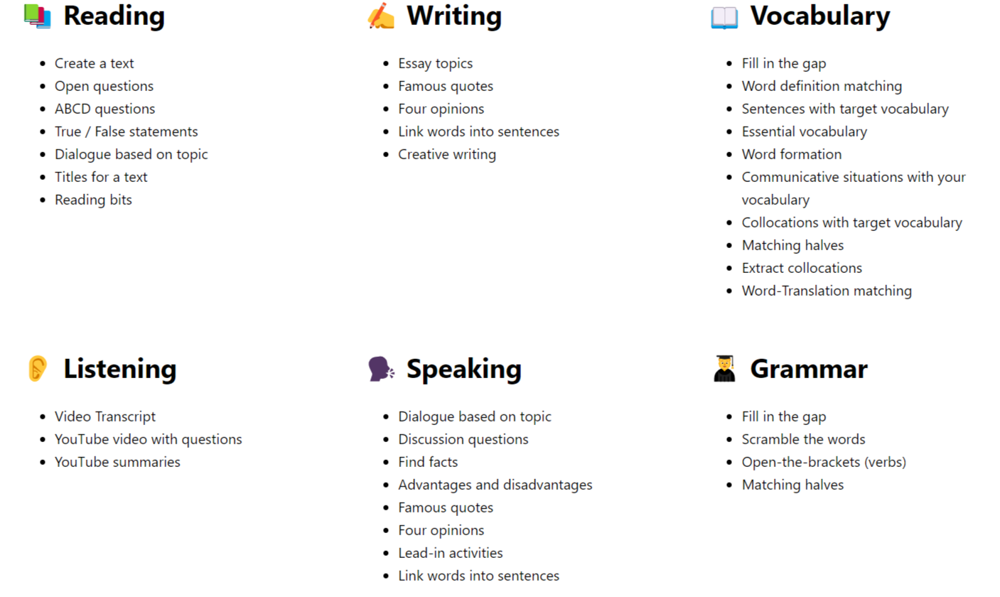 Reading
Create a text
Open questions
ABCD questions
True / False statements
Dialogue based on topic
Titles for a text
Reading bits
Writing
Essay topics
Famous quotes
Four opinions
Link words into sentences
Creative writing
Vocabulary
Fill in the gap
Word definition matching
Sentences with target vocabulary
Essential vocabulary
Word formation
Communicative situations with your
vocabulary
Collocations with target vocabulary
Matching halves
Extract collocations
Word-Translation matching
Listening
Video Transcript
YouTube video with questions
YouTube summaries
Speaking
Dialogue based on topic
Discussion questions
Find facts
Advantages and disadvantages
Famous quotes
Four opinions
Lead-in activities
Link words into sentences
Grammar
Fill in the gap
Scramble the words
Open-the-brackets (verbs)
Matching halves